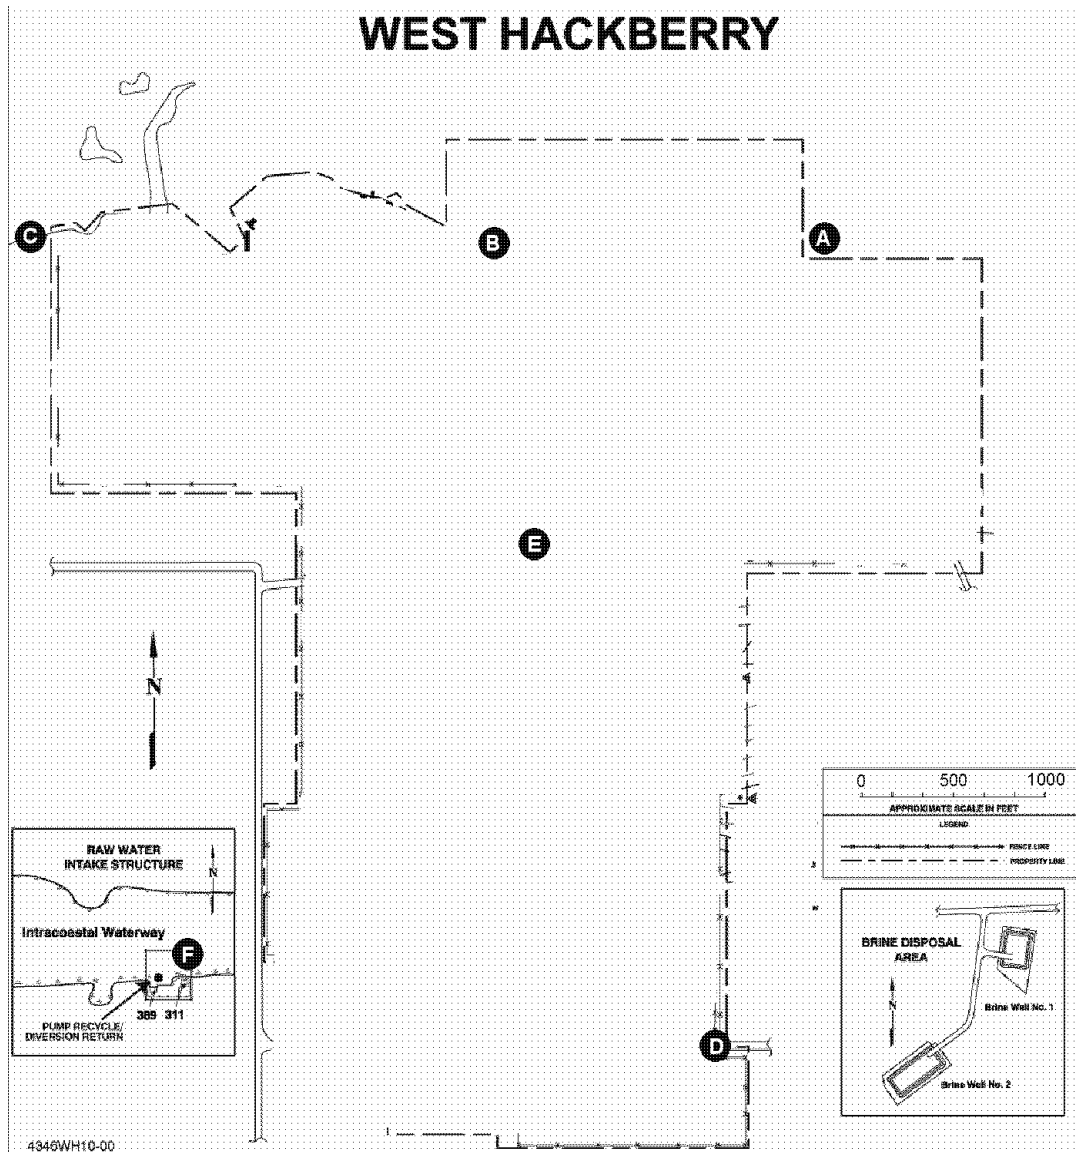 WEST HACKBERRY
C
B
A
E
N
0 500 1000
APPROXIMATE SCALE IN FEET
LEGEND
FENCE LINE
PROPERTY LINE
RAW WATER
INTAKE STRUCTURE
N
Intracoastal Waterway
F
389 311
PUMP RECYCLE/
DIVERSION RETURN
D
BRINE DISPOSAL
AREA
N
Brine Well No. 1
Brine Well No. 2
4346WH10-00